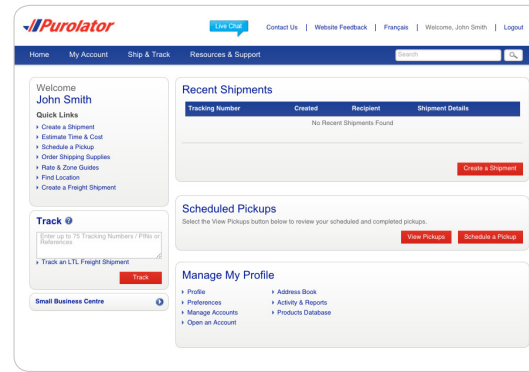 Purolator
Live Chat
Contact Us | Website Feedback | Français | Welcome, John Smith | Logout
Home My Account Ship & Track Resources & Support
Search
Welcome
John Smith
Quick Links
Create a Shipment
Estimate Time & Cost
Schedule a Pickup
Order Shipping Supplies
Rate & Zone Guides
Find Location
Create a Freight Shipment
Track ?
Enter up to 75 Tracking Numbers / PINs or
References
Track an LTL Freight Shipment
Track
Small Business Centre
Recent Shipments
Tracking Number Created Recipient Shipment Details
No Recent Shipments Found
Create a Shipment
Scheduled Pickups
Select the View Pickups button below to review your scheduled and completed pickups.
View Pickups Schedule a Pickup
Manage My Profile
Profile
Preferences
Manage Accounts
Open an Account
Address Book
Activity & Reports
Products Database